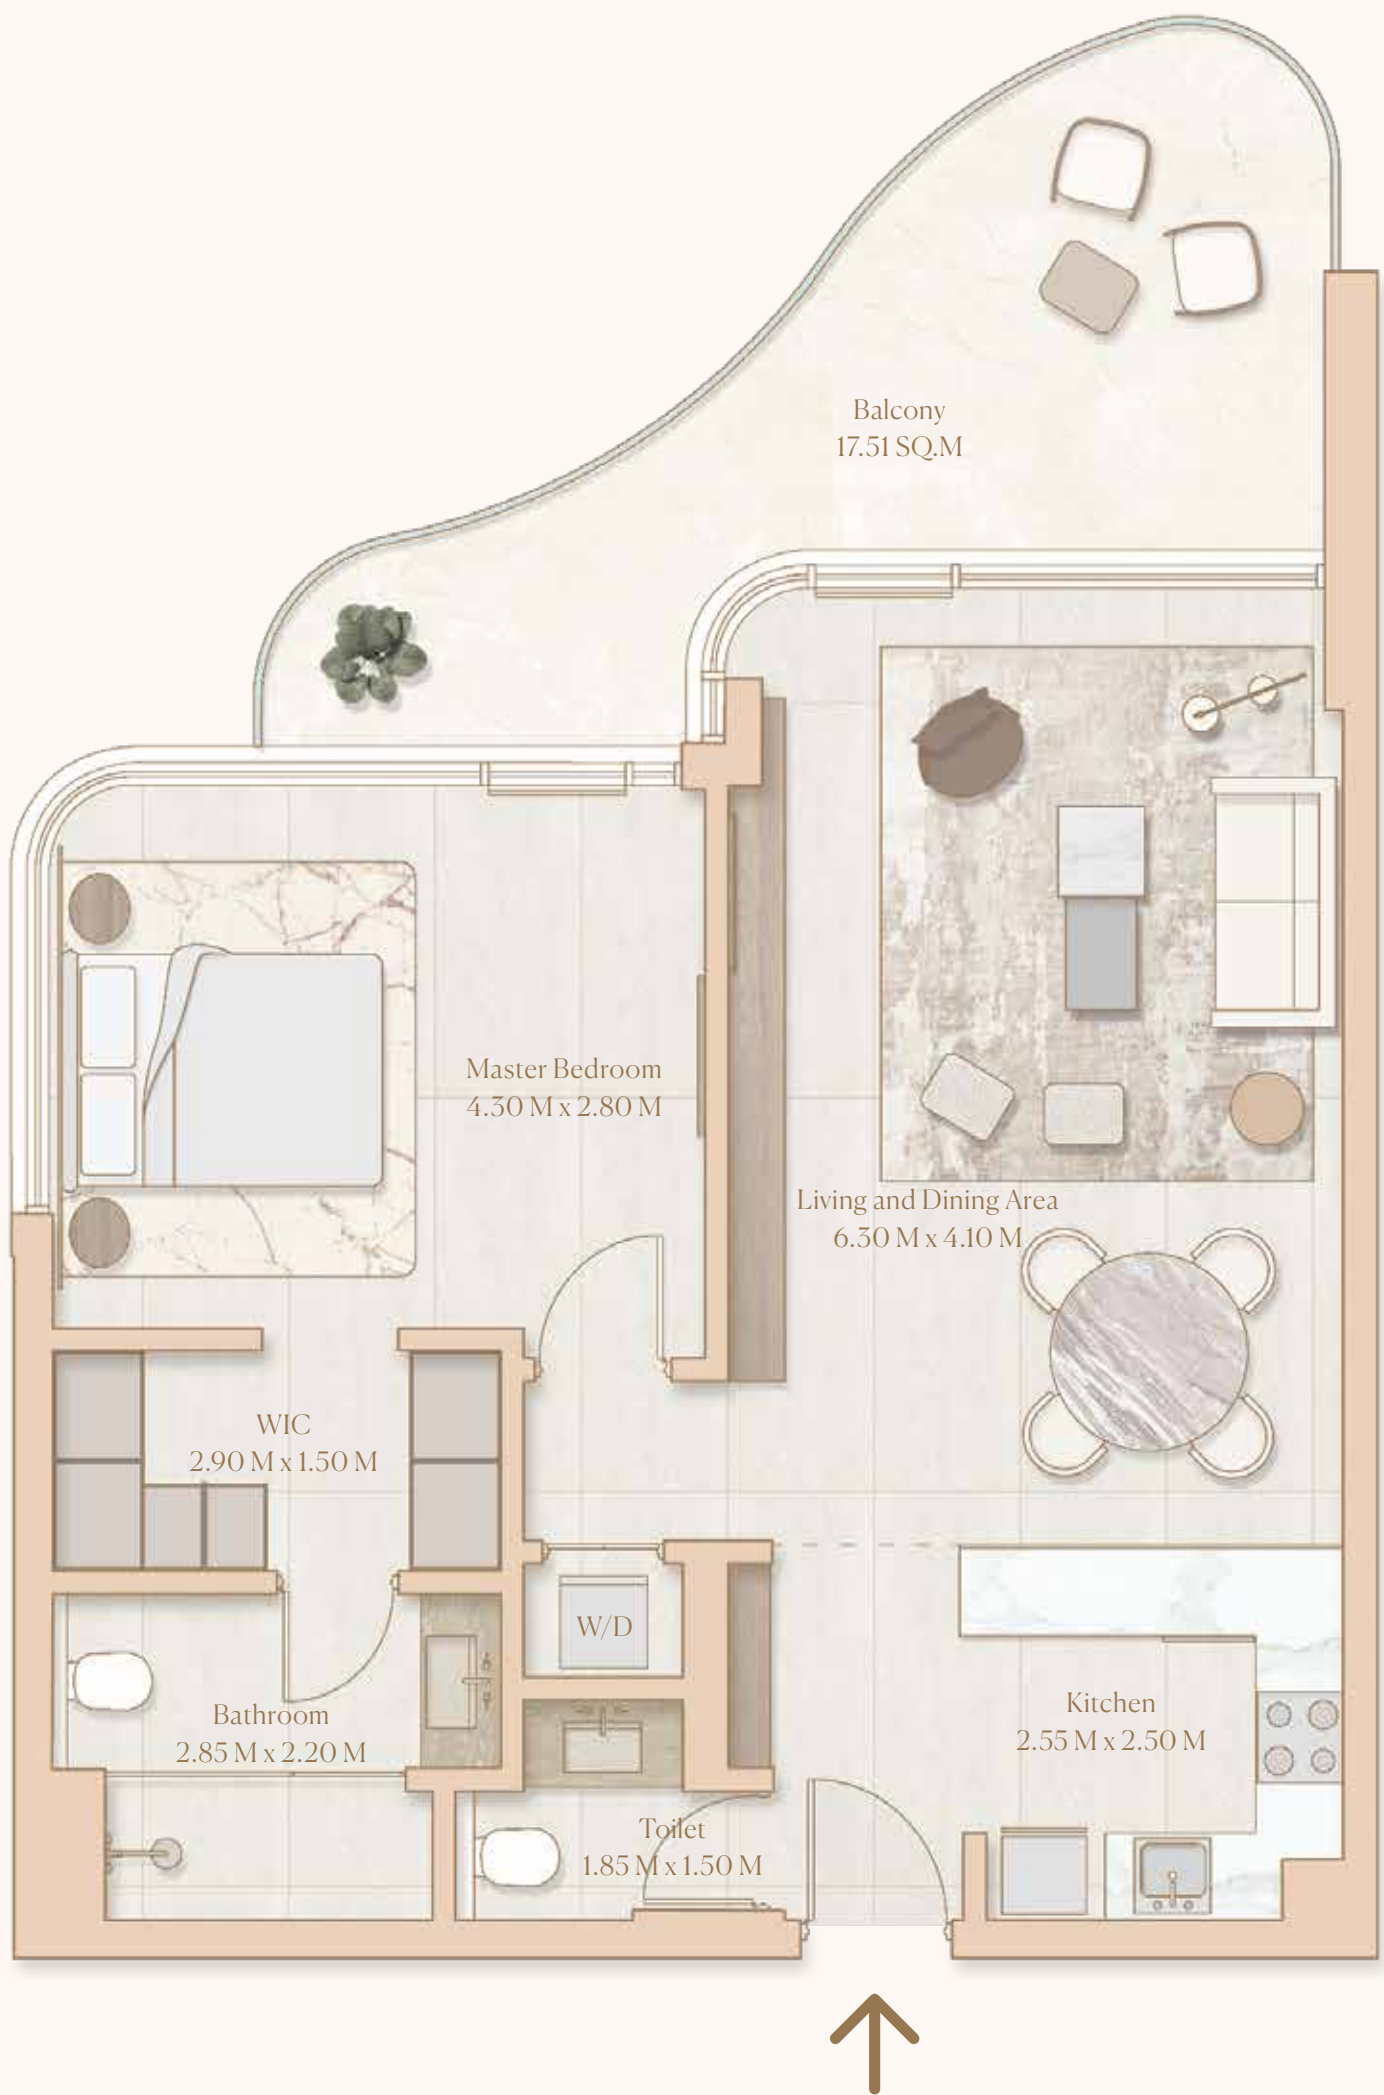 Balcony
17.51 SQ.M
Master Bedroom
4.30 M x 2.80 M
Living and Dining Area
6.30 M x 4.10 M
WIC
2.90 M x 1.50 M
W/D
Bathroom
2.85 M x 2.20 M
Kitchen
2.55 M x 2.50 M
Toilet
1.85 M x 1.50 M